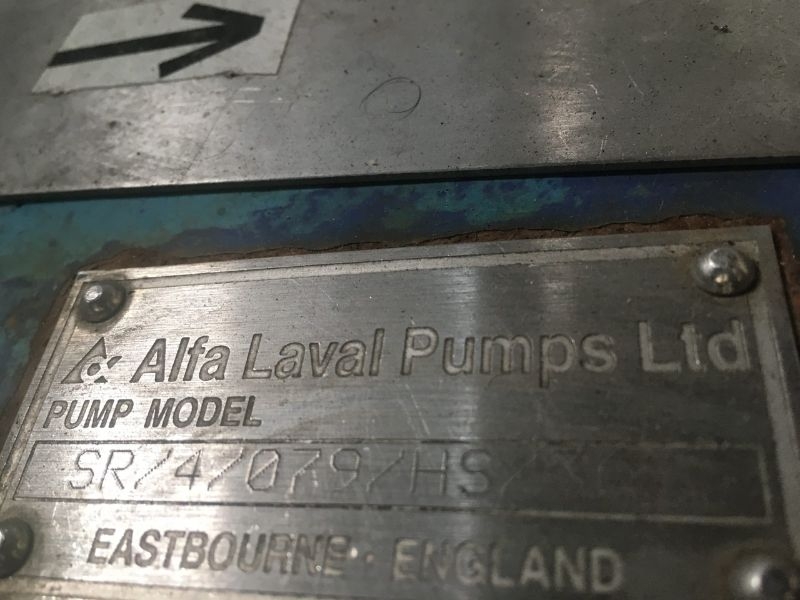 Alfa Laval Pumps Ltd
PUMP MODEL
SR/4/079/HS/
EASTBOURNE - ENGLAND